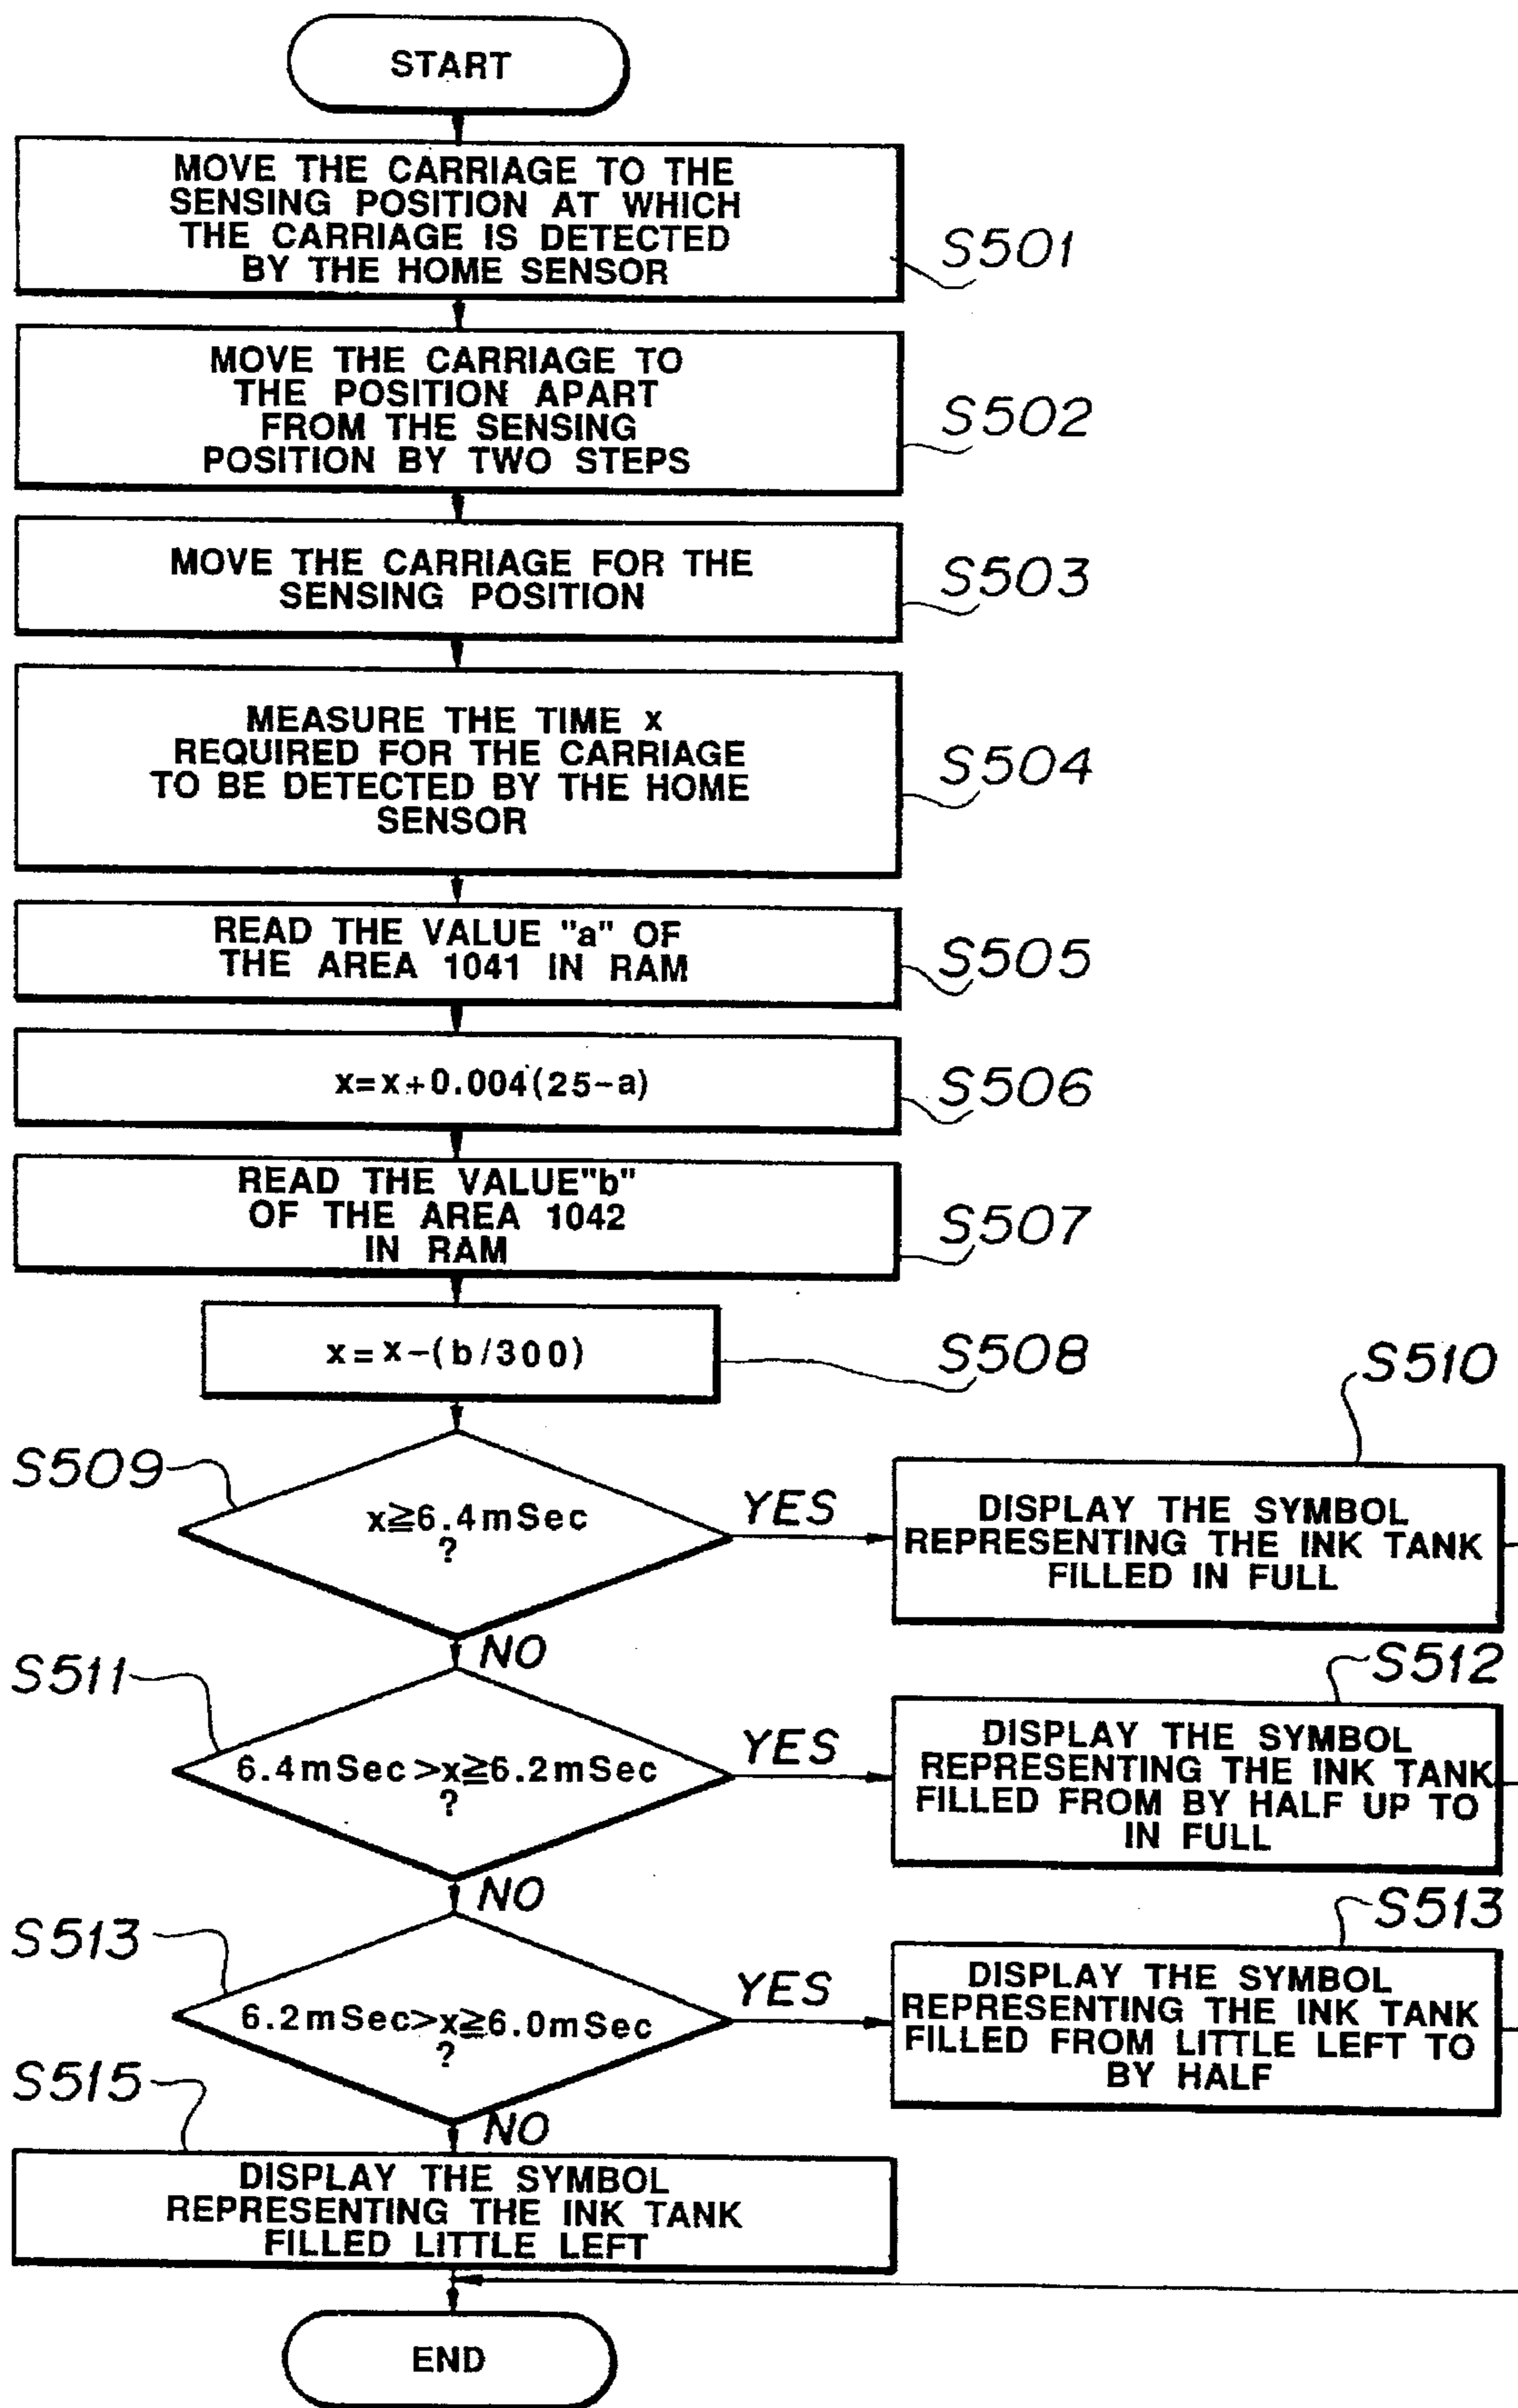 START
MOVE THE CARRIAGE TO THE
SENSING POSITION AT WHICH
THE CARRIAGE IS DETECTED
BY THE HOME SENSOR
S501
MOVE THE CARRIAGE TO
THE POSITION APART
FROM THE SENSING
POSITION BY TWO STEPS
S502
MOVE THE CARRIAGE FOR THE
SENSING POSITION
S503
MEASURE THE TIME x
REQUIRED FOR THE CARRIAGE
TO BE DETECTED BY THE HOME
SENSOR
S504
READ THE VALUE "a" OF
THE AREA 1041 IN RAM
S505
x=x+0.004(25-a)
S506
READ THE VALUE"b"
OF THE AREA 1042
IN RAM
S507
x=x-(b/300)
S508
S509
x≧6.4mSec
?
YES
S510
DISPLAY THE SYMBOL
REPRESENTING THE INK TANK
FILLED IN FULL
NO
S511
6.4mSec>x≧6.2mSec
?
YES
S512
DISPLAY THE SYMBOL
REPRESENTING THE INK TANK
FILLED FROM BY HALF UP TO
IN FULL
NO
S513
6.2mSec>x≧6.0mSec
?
YES
S513
DISPLAY THE SYMBOL
REPRESENTING THE INK TANK
FILLED FROM LITTLE LEFT TO
BY HALF
NO
S515
DISPLAY THE SYMBOL
REPRESENTING THE INK TANK
FILLED LITTLE LEFT
END